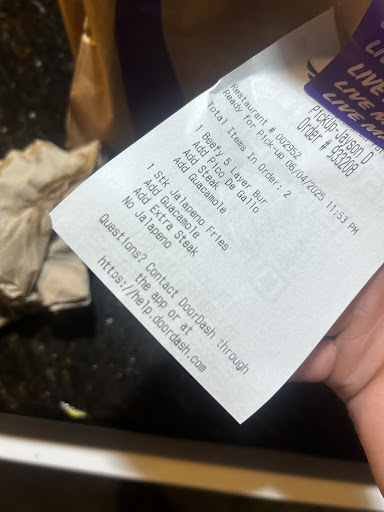 LIVE
LIVE
LIVE M
LIVE M
Pickup-Jayson D
Order # 953208
Restaurant # 002952
Ready for Pick-up 06/04/2025 11:53 PM
Total Items In Order: 2
1 Beefy 5 Layer Bur
Add Pico De Gallo
Add Steak
Add Guacamole
1 Stk Jalapeno Fries
Add Guacamole
Add Extra Steak
No Jalapeno
Questions? Contact DoorDash through
the app or at
https://help.doordash.com